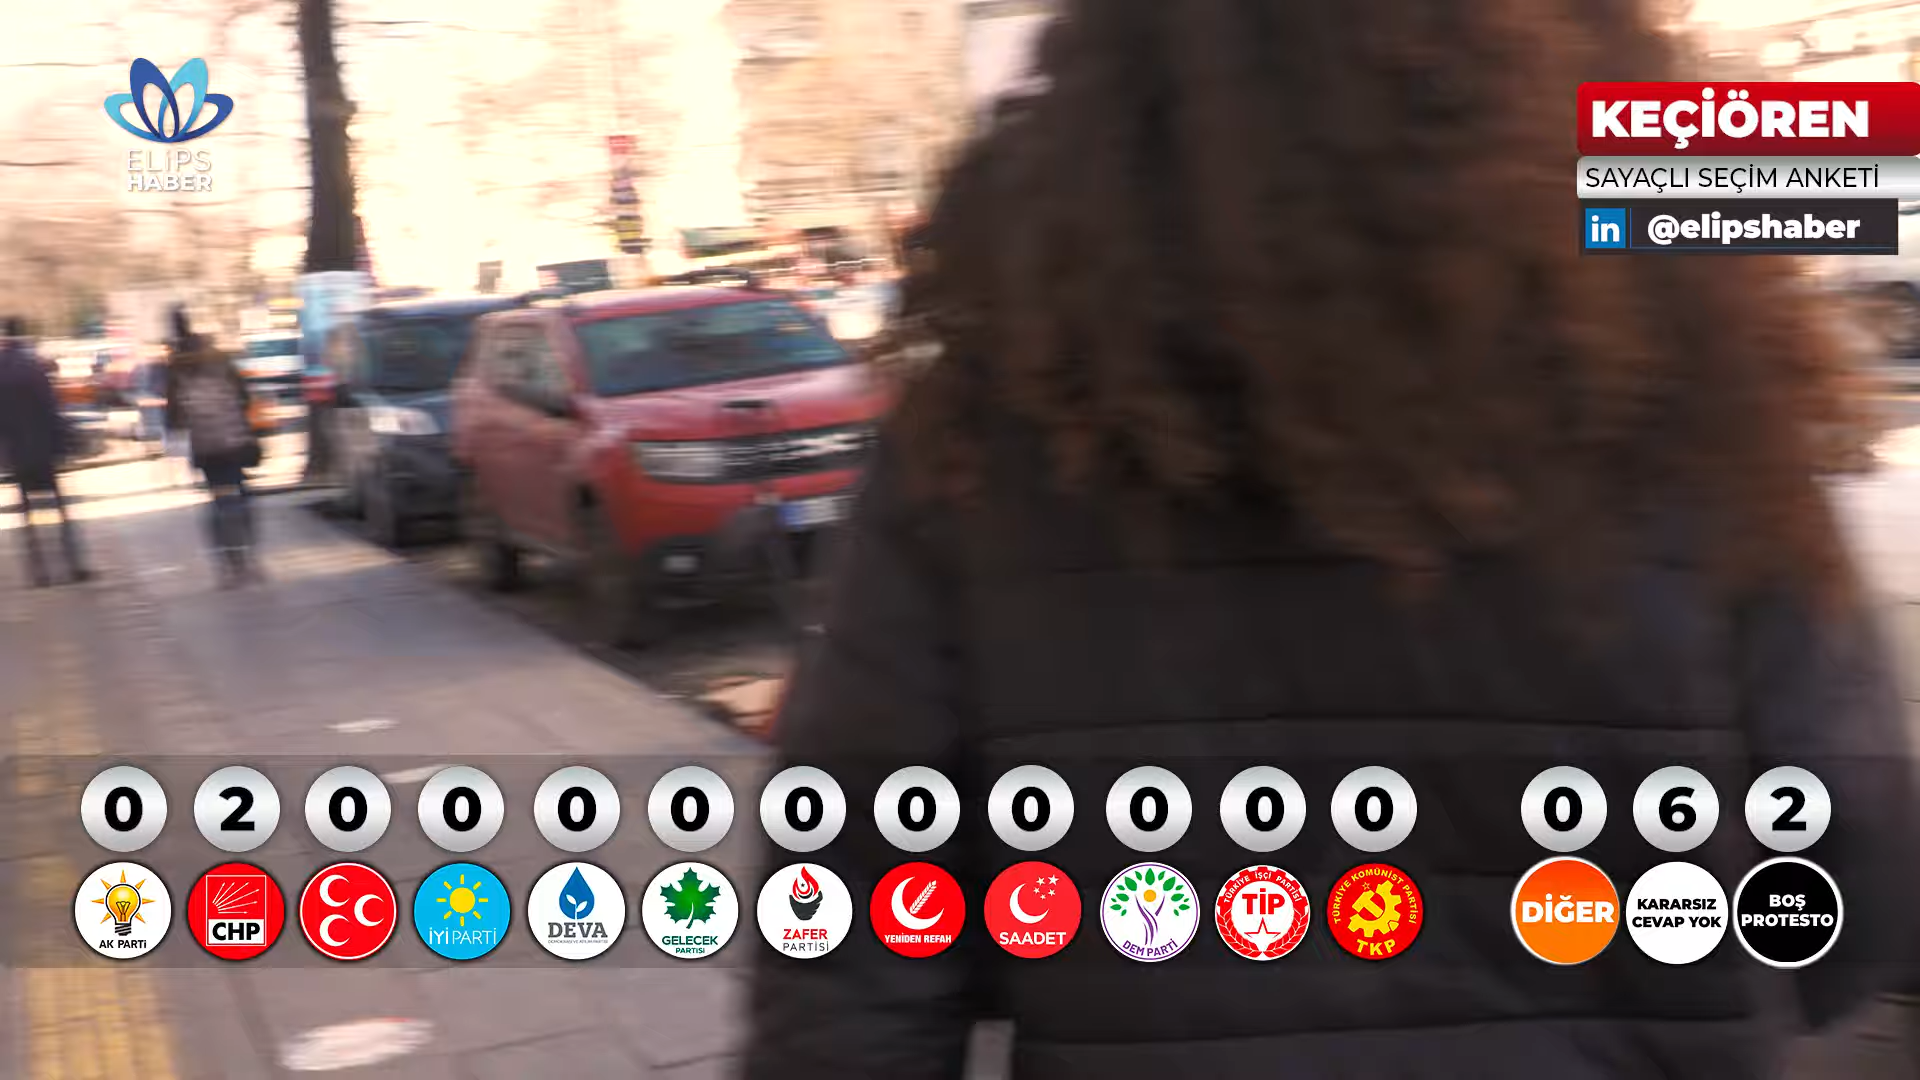 ELiPS
HABER
KEÇİÖREN
SAYAÇLI SEÇİM ANKETİ
in @elipshaber
0 2 0 0 0 0 0 0 0 0 0 0 0 6 2
AK PARTi
CHP
İYİ PARTİ
DEVA
GELECEK
PARTİSİ
ZAFER
PARTİSİ
YENİDEN REFAH
SAADET
DEM PARTİ
TÜRKİYE İŞÇİ PARTİSİ
TİP
TÜRKİYE KOMÜNİST PARTİSİ
TKP
DİĞER
KARARSIZ
CEVAP YOK
BOŞ
PROTESTO